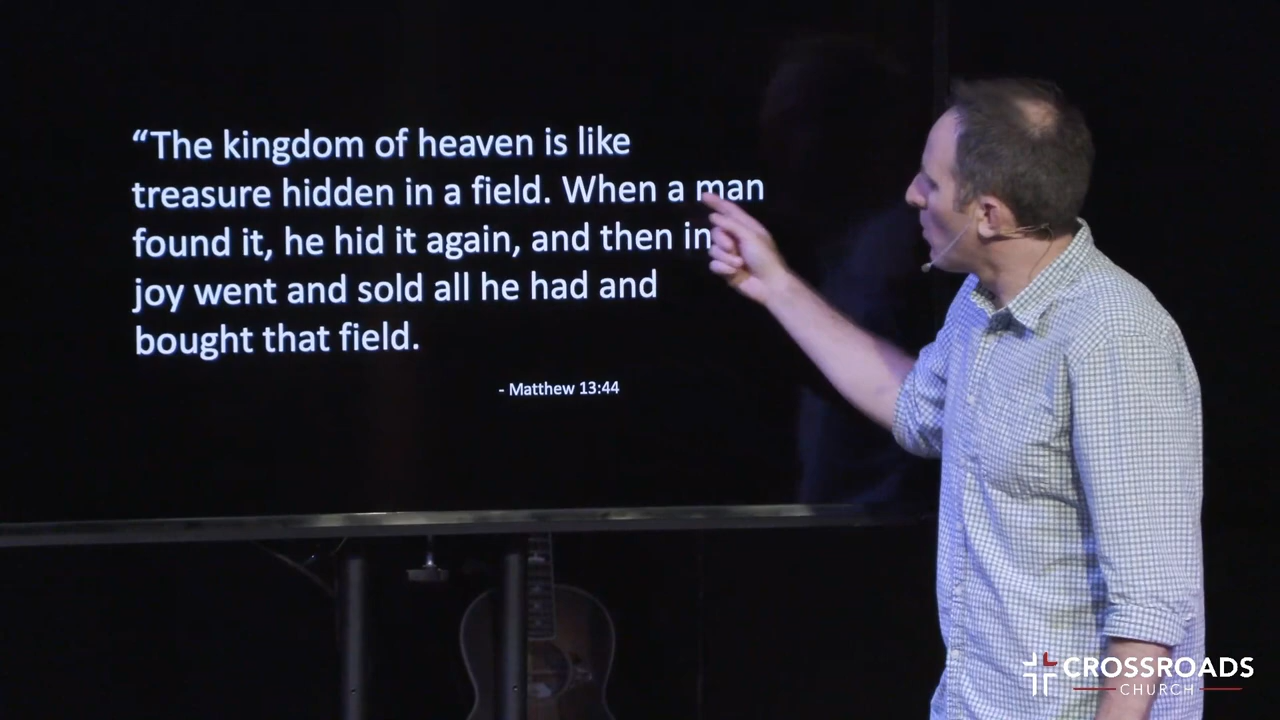 “The kingdom of heaven is like
treasure hidden in a field. When a man
found it, he hid it again, and then in
joy went and sold all he had and
bought that field.
- Matthew 13:44
CROSSROADS
CHURCH